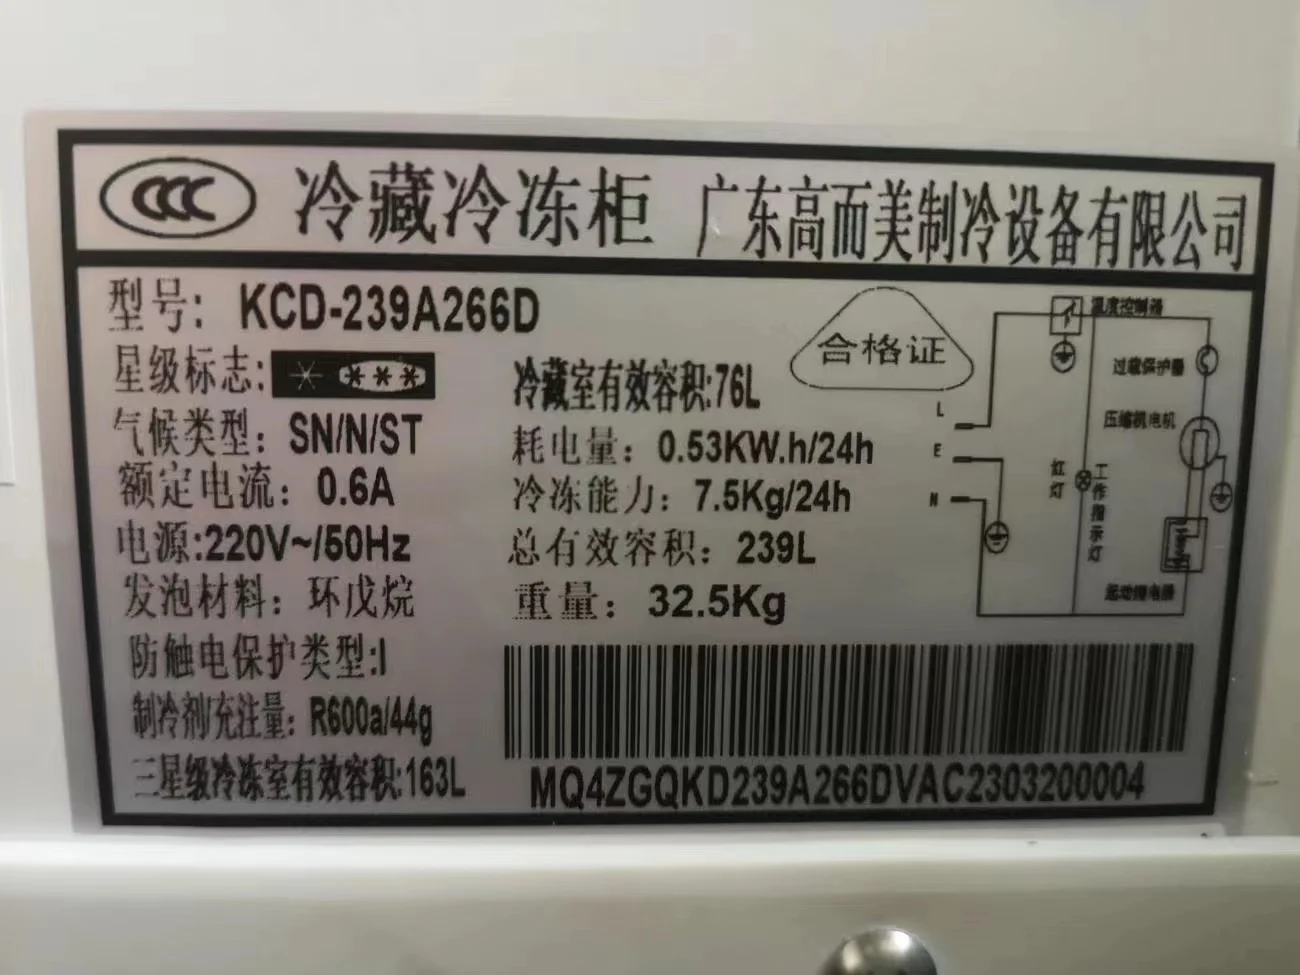 CCC 冷藏冷冻柜 广东高而美制冷设备有限公司
型号: KCD-239A266D
星级标志:
气候类型: SN/N/ST
额定电流: 0.6A
电源:220V~/50Hz
发泡材料: 环戊烷
防触电保护类型:I
制冷剂/充注量: R600a/44g
三星级冷冻室有效容积:163L
冷藏室有效容积:76L
耗电量: 0.53KW.h/24h
冷冻能力: 7.5Kg/24h
总有效容积: 239L
重量: 32.5Kg
合格证
温度控制器
过载保护器
压缩机电机
L
E
N
红灯
工作指示灯
MQ4ZGQKD239A266DVAC2303200004